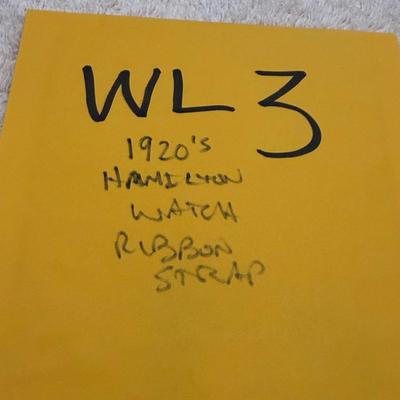 WL 3
1920's
HAMILTON
WATCH
RIBBON
STRAP